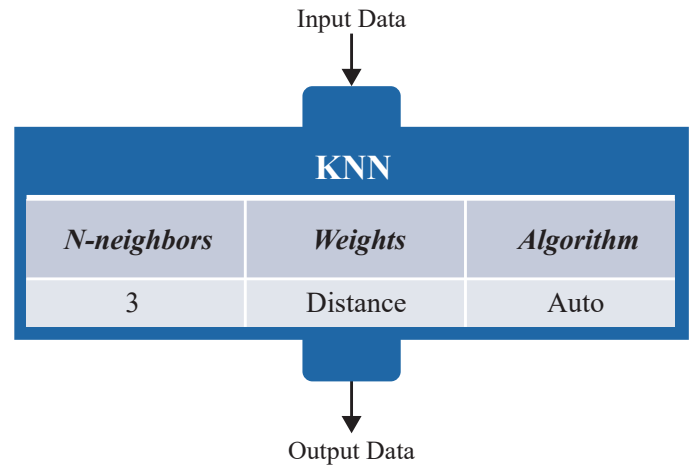 Input Data
KNN
N-neighbors Weights Algorithm
3 Distance Auto
Output Data